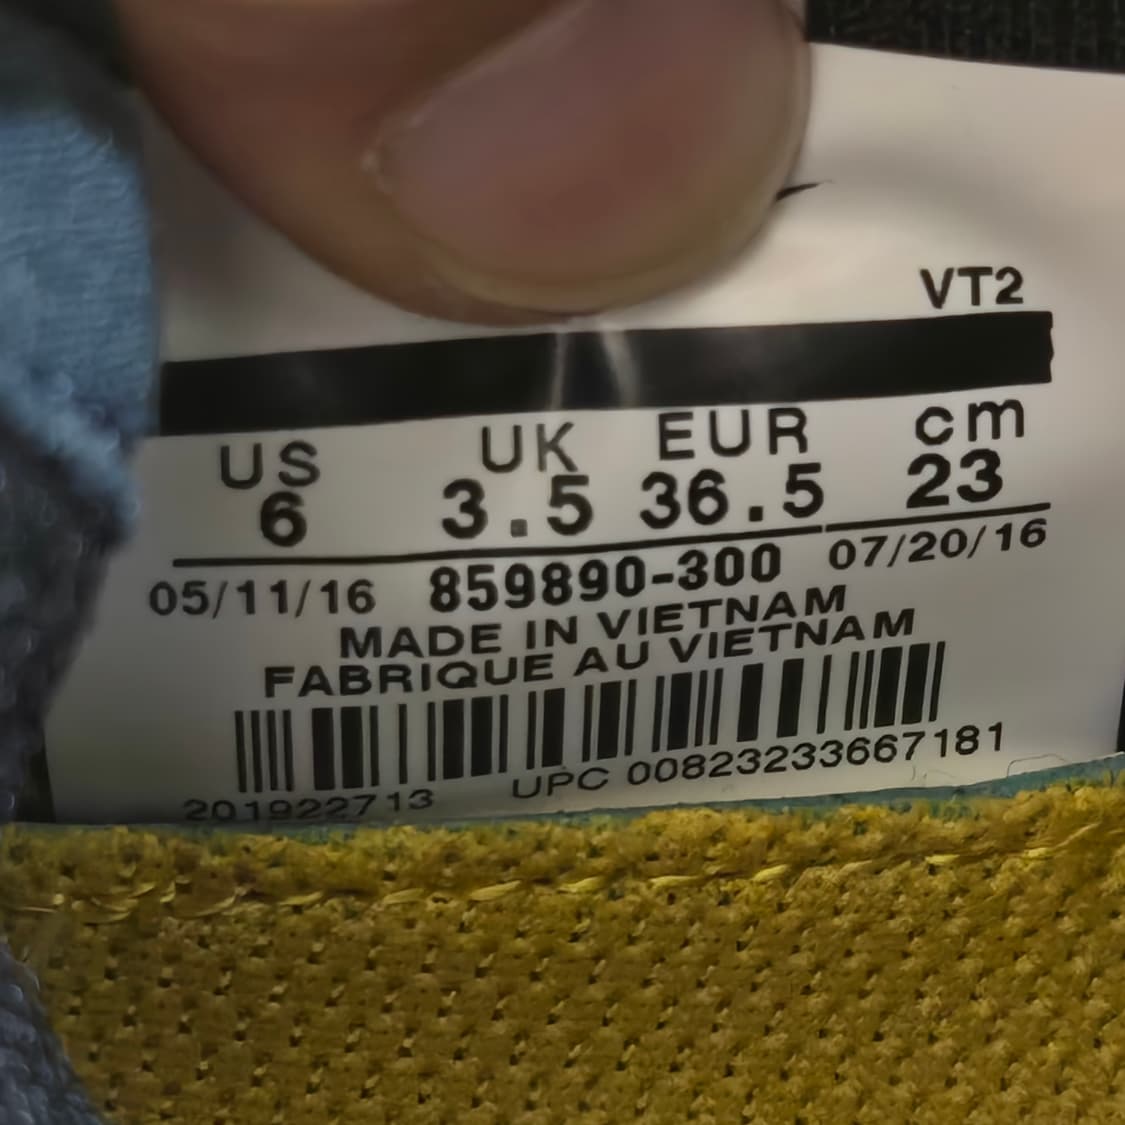 VT2
US UK EUR cm
6 3.5 36.5 23
05/11/16 859890-300 07/20/16
MADE IN VIETNAM
FABRIQUE AU VIETNAM
201922713 UPC 00823233667181